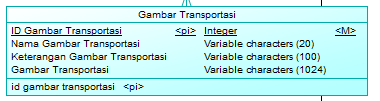 Gambar Transportasi
ID Gambar Transportasi <pi> Integer <M>
Nama Gambar Transportasi Variable characters (20)
Keterangan Gambar Transportasi Variable characters (100)
Gambar Transportasi Variable characters (1024)
id gambar transportasi <pi>